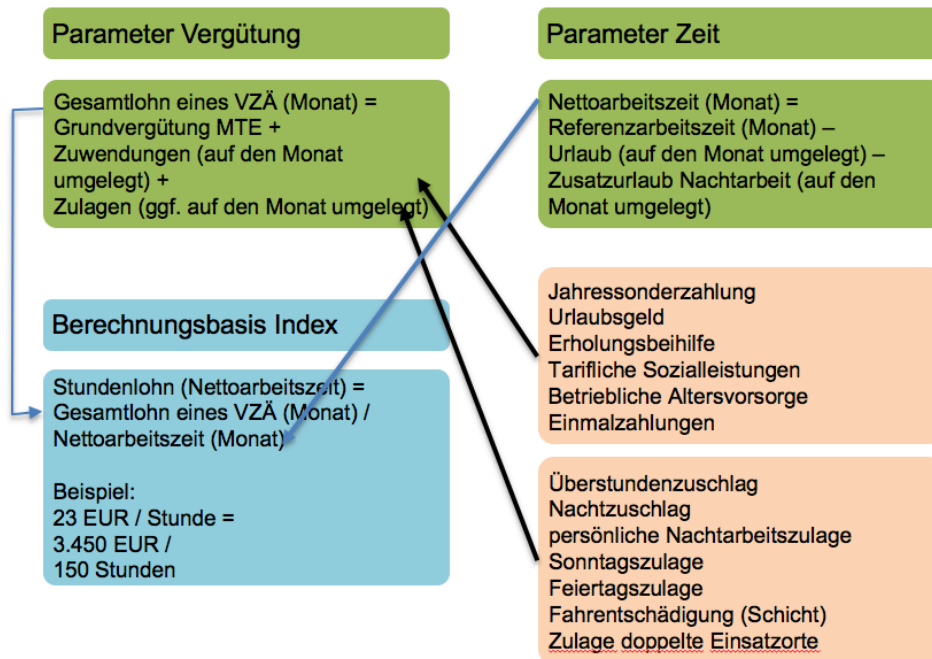 Parameter Vergütung
Gesamtlohn eines VZÄ (Monat) =
Grundvergütung MTE +
Zuwendungen (auf den Monat
umgelegt) +
Zulagen (ggf. auf den Monat umgelegt)
Berechnungsbasis Index
Stundenlohn (Nettoarbeitszeit) =
Gesamtlohn eines VZÄ (Monat) /
Nettoarbeitszeit (Monat)
Beispiel:
23 EUR / Stunde =
3.450 EUR /
150 Stunden
Parameter Zeit
Nettoarbeitszeit (Monat) =
Referenzarbeitszeit (Monat) –
Urlaub (auf den Monat umgelegt) –
Zusatzurlaub Nachtarbeit (auf den
Monat umgelegt)
Jahressonderzahlung
Urlaubsgeld
Erholungsbeihilfe
Tarifliche Sozialleistungen
Betriebliche Altersvorsorge
Einmalzahlungen
Überstundenzuschlag
Nachtzuschlag
persönliche Nachtarbeitszulage
Sonntagszulage
Feiertagszulage
Fahrentschädigung (Schicht)
Zulage doppelte Einsatzorte